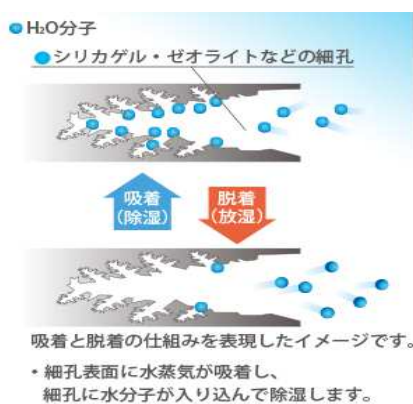 H₂O分子
シリカゲル・ゼオライトなどの細孔
吸着
(除湿)
脱着
(放湿)
吸着と脱着の仕組みを表現したイメージです。
・細孔表面に水蒸気が吸着し、
細孔に水分子が入り込んで除湿します。